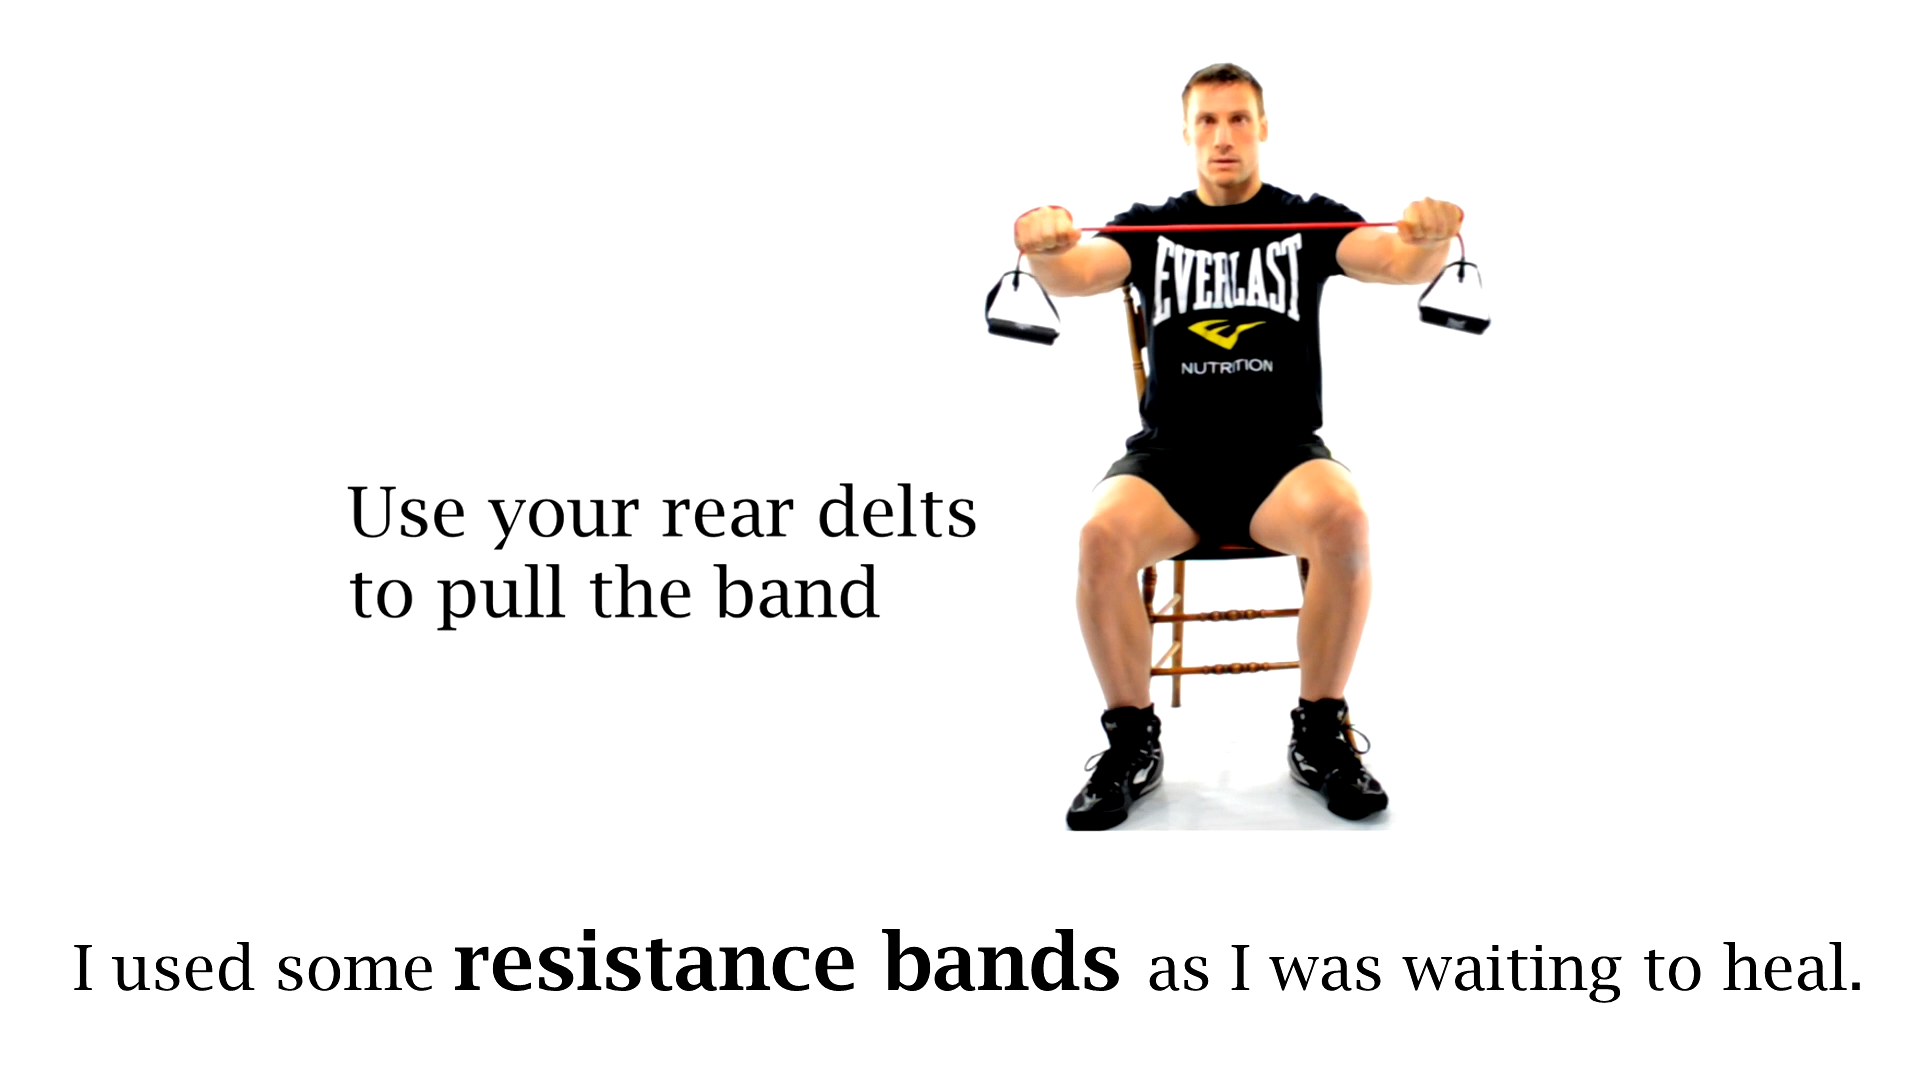 EVERLAST
NUTRITION
Use your rear delts
to pull the band
I used some resistance bands as I was waiting to heal.